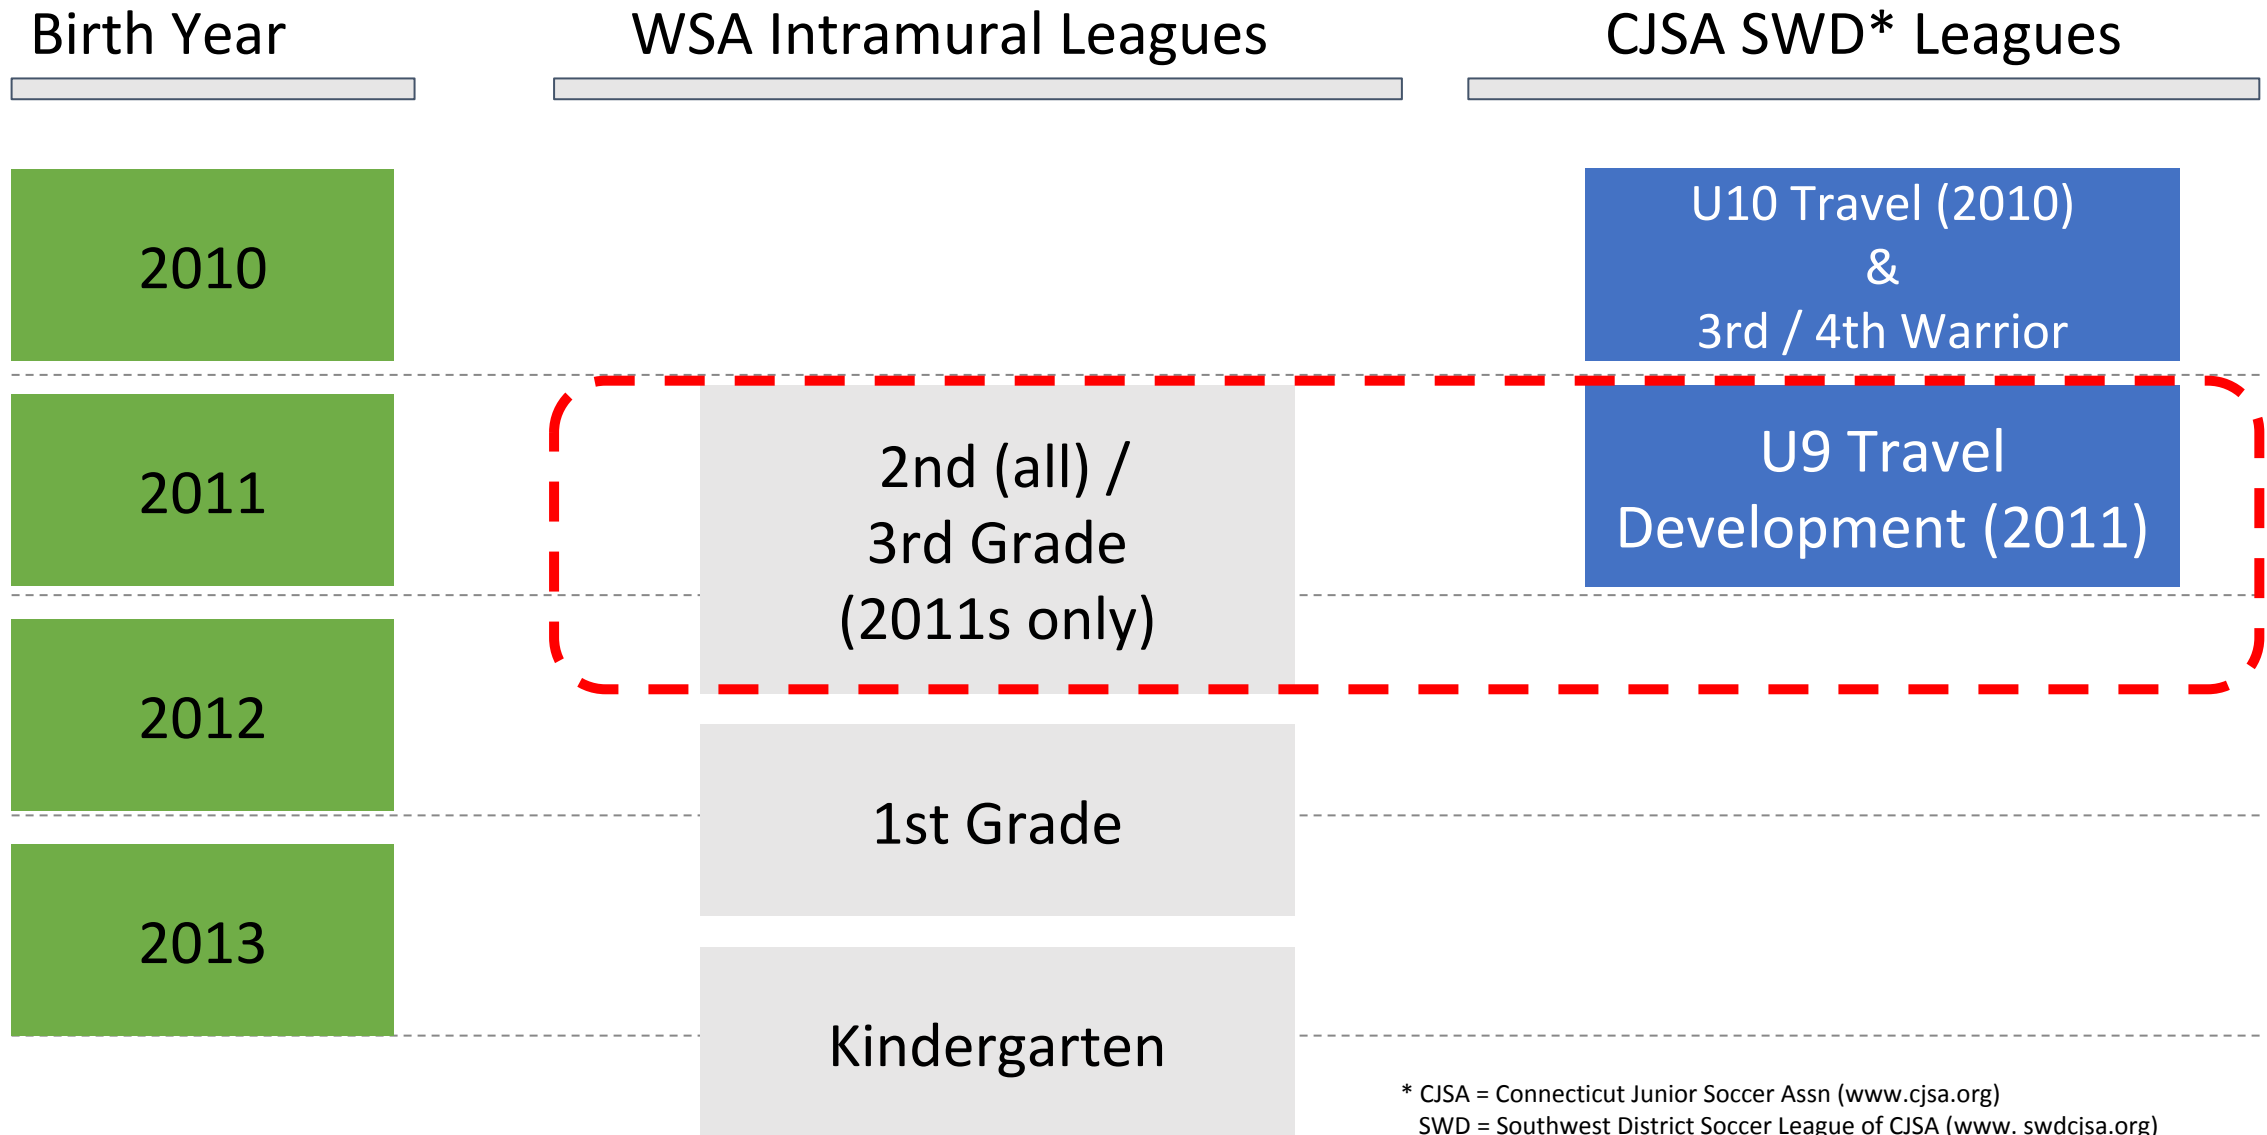 Birth Year
WSA Intramural Leagues
CJSA SWD* Leagues
2010
U10 Travel (2010)
&
3rd / 4th Warrior
2011
2nd (all) /
3rd Grade
(2011s only)
U9 Travel
Development (2011)
2012
1st Grade
2013
Kindergarten
* CJSA = Connecticut Junior Soccer Assn (www.cjsa.org)
SWD = Southwest District Soccer League of CJSA (www. swdcjsa.org)